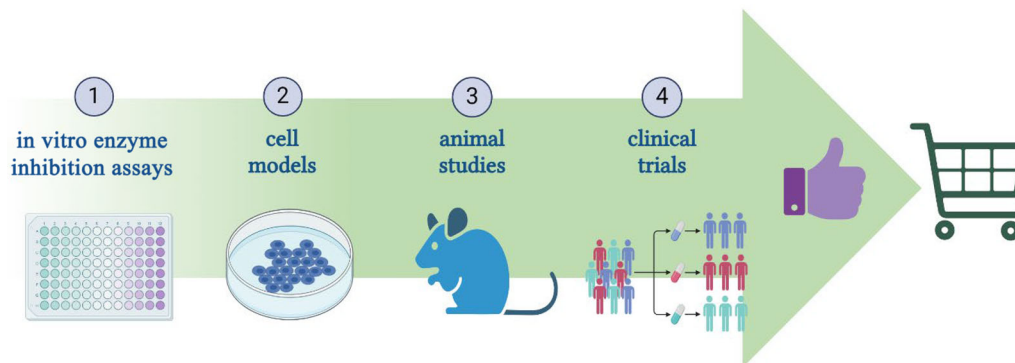 1
in vitro enzyme
inhibition assays
2
cell
models
3
animal
studies
4
clinical
trials